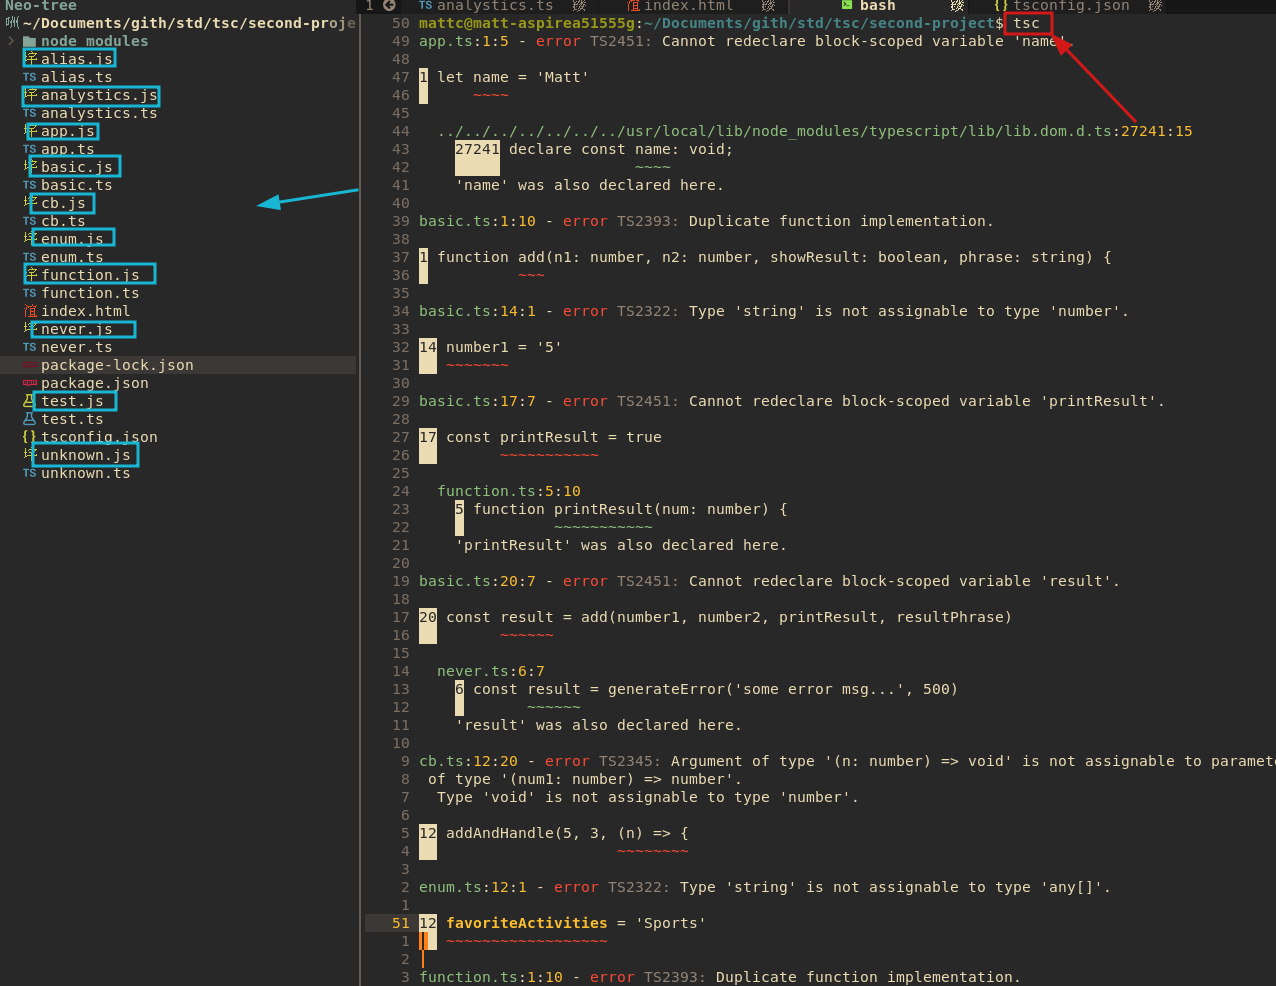 Neo-tree
~/Documents/gith/std/tsc/second-proje
node_modules
alias.js
TS alias.ts
analystics.js
TS analystics.ts
app.js
TS app.ts
basic.js
TS basic.ts
cb.js
TS cb.ts
enum.js
TS enum.ts
function.js
TS function.ts
index.html
never.js
TS never.ts
package-lock.json
package.json
test.js
test.ts
{} tsconfig.json
unknown.js
TS unknown.ts
1 TS analystics.ts index.html bash {} tsconfig.json
50 mattc@matt-aspirea51555g:~/Documents/gith/std/tsc/second-project$ tsc
49 app.ts:1:5 - error TS2451: Cannot redeclare block-scoped variable 'name'.
48
47 1 let name = 'Matt'
46 ~~~~
45
44 ../../../../../../../usr/local/lib/node_modules/typescript/lib/lib.dom.d.ts:27241:15
43 27241 declare const name: void;
42 ~~~~
41 'name' was also declared here.
40
39 basic.ts:1:10 - error TS2393: Duplicate function implementation.
38
37 1 function add(n1: number, n2: number, showResult: boolean, phrase: string) {
36 ~~~
35
34 basic.ts:14:1 - error TS2322: Type 'string' is not assignable to type 'number'.
33
32 14 number1 = '5'
31 ~~~~~~~
30
29 basic.ts:17:7 - error TS2451: Cannot redeclare block-scoped variable 'printResult'.
28
27 17 const printResult = true
26 ~~~~~~~~~~~
25
24 function.ts:5:10
23 5 function printResult(num: number) {
22 ~~~~~~~~~~~
21 'printResult' was also declared here.
20
19 basic.ts:20:7 - error TS2451: Cannot redeclare block-scoped variable 'result'.
18
17 20 const result = add(number1, number2, printResult, resultPhrase)
16 ~~~~~~
15
14 never.ts:6:7
13 6 const result = generateError('some error msg...', 500)
12 ~~~~~~
11 'result' was also declared here.
10
9 cb.ts:12:20 - error TS2345: Argument of type '(n: number) => void' is not assignable to paramet
8 of type '(num1: number) => number'.
7 Type 'void' is not assignable to type 'number'.
6
5 12 addAndHandle(5, 3, (n) => {
4 ~~~~~~~~
3
2 enum.ts:12:1 - error TS2322: Type 'string' is not assignable to type 'any[]'.
1
51 12 favoriteActivities = 'Sports'
1 ~~~~~~~~~~~~~~~~~~
2
3 function.ts:1:10 - error TS2393: Duplicate function implementation.